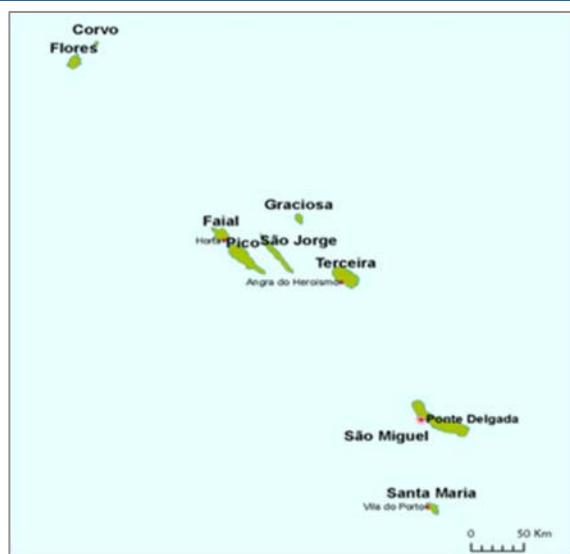 Corvo
Flores
Graciosa
Faial
Horta
Pico
São Jorge
Terceira
Angra do Heroísmo
Ponte Delgada
São Miguel
Santa Maria
Vila do Porto
0 50 Km